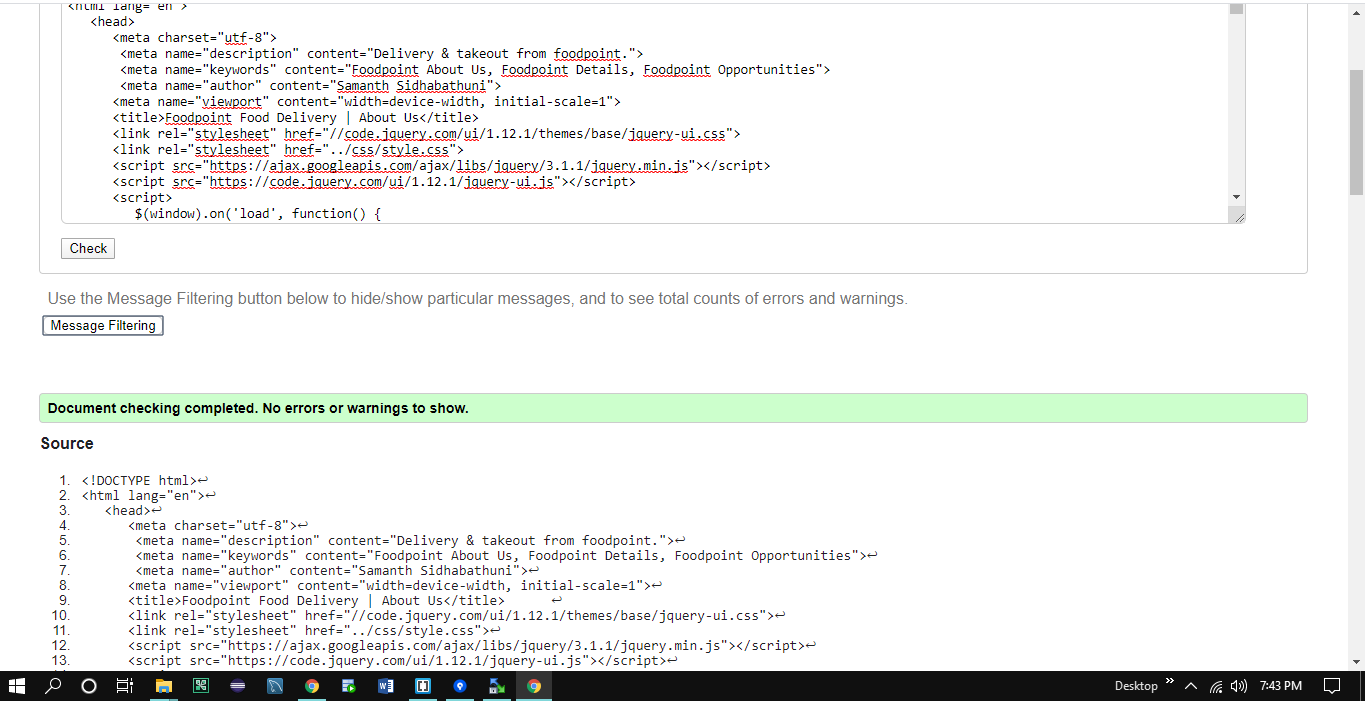 <html lang="en">
<head>
<meta charset="utf-8">
<meta name="description" content="Delivery & takeout from foodpoint.">
<meta name="keywords" content="Foodpoint About Us, Foodpoint Details, Foodpoint Opportunities">
<meta name="author" content="Samanth Sidhabathuni">
<meta name="viewport" content="width=device-width, initial-scale=1">
<title>Foodpoint Food Delivery | About Us</title>
<link rel="stylesheet" href="//code.jquery.com/ui/1.12.1/themes/base/jquery-ui.css">
<link rel="stylesheet" href="../css/style.css">
<script src="https://ajax.googleapis.com/ajax/libs/jquery/3.1.1/jquery.min.js"></script>
<script src="https://code.jquery.com/ui/1.12.1/jquery-ui.js"></script>
<script>
$(window).on('load', function() {
Check
Use the Message Filtering button below to hide/show particular messages, and to see total counts of errors and warnings.
Message Filtering
Document checking completed. No errors or warnings to show.
Source
1. <!DOCTYPE html>↩
2. <html lang="en">↩
3. <head>↩
4. <meta charset="utf-8">↩
5. <meta name="description" content="Delivery & takeout from foodpoint.">↩
6. <meta name="keywords" content="Foodpoint About Us, Foodpoint Details, Foodpoint Opportunities">↩
7. <meta name="author" content="Samanth Sidhabathuni">↩
8. <meta name="viewport" content="width=device-width, initial-scale=1">↩
9. <title>Foodpoint Food Delivery | About Us</title> ↩
10. <link rel="stylesheet" href="//code.jquery.com/ui/1.12.1/themes/base/jquery-ui.css">↩
11. <link rel="stylesheet" href="../css/style.css">↩
12. <script src="https://ajax.googleapis.com/ajax/libs/jquery/3.1.1/jquery.min.js"></script>↩
13. <script src="https://code.jquery.com/ui/1.12.1/jquery-ui.js"></script>↩
Desktop » 7:43 PM